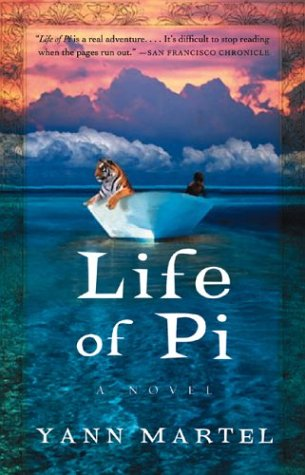 "Life of Pi is a real adventure. . . . It's difficult to stop reading
when the pages run out." —SAN FRANCISCO CHRONICLE
Life
of Pi
A NOVEL
YANN MARTEL